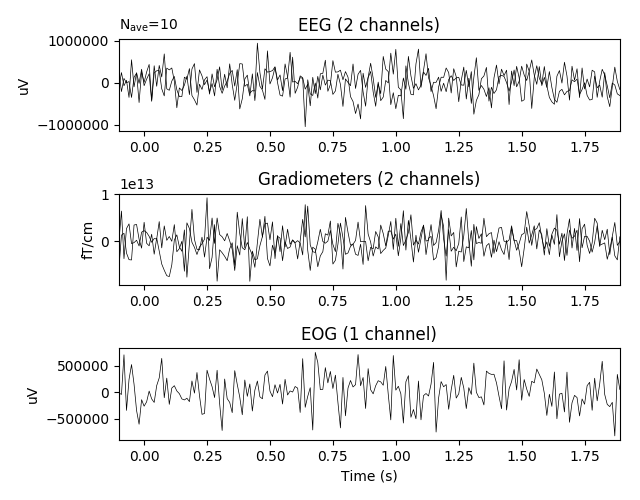 N_ave=10
EEG (2 channels)
1000000
0
−1000000
uV
0.00 0.25 0.50 0.75 1.00 1.25 1.50 1.75
1e13
Gradiometers (2 channels)
1
0
fT/cm
0.00 0.25 0.50 0.75 1.00 1.25 1.50 1.75
EOG (1 channel)
500000
0
−500000
uV
0.00 0.25 0.50 0.75 1.00 1.25 1.50 1.75
Time (s)